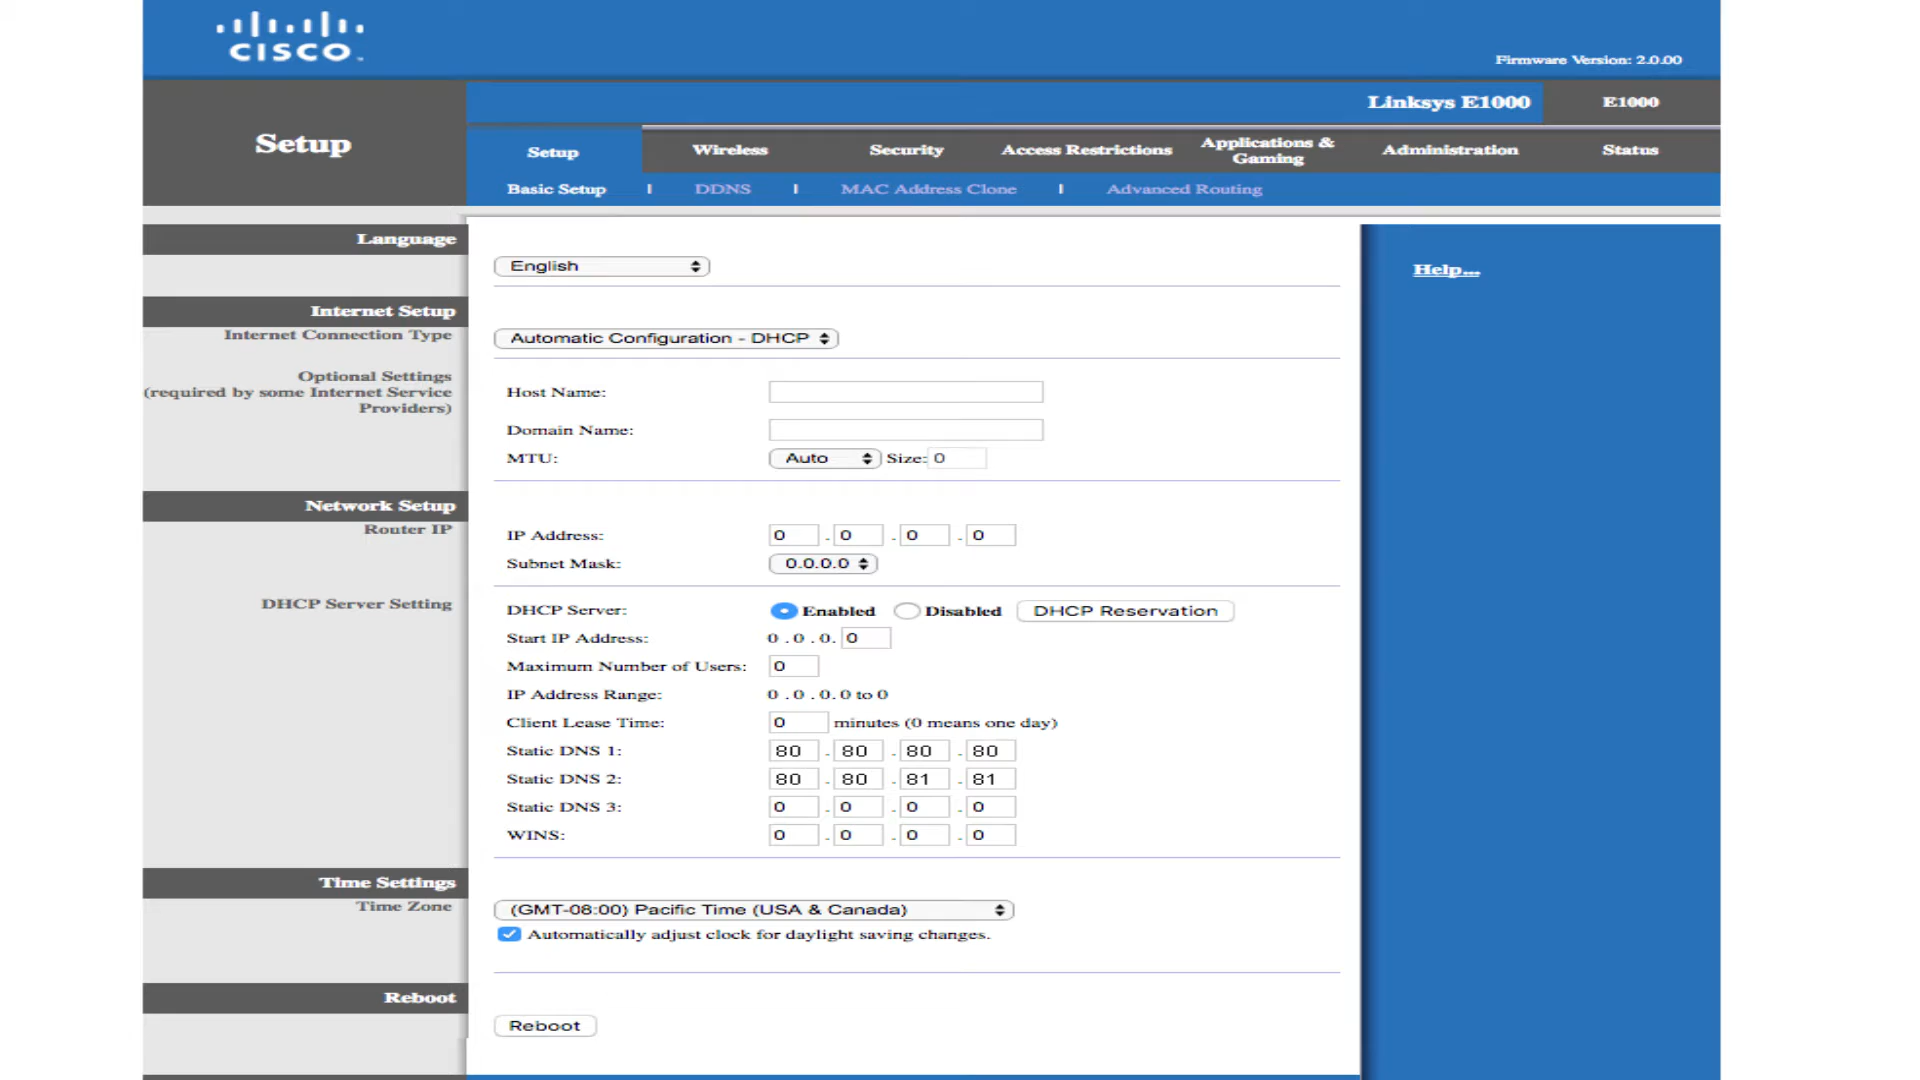 CISCO.
Firmware Version: 2.0.00
Linksys E1000
E1000
Setup
Setup
Wireless
Security
Access Restrictions
Applications &
Gaming
Administration
Status
Basic Setup | DDNS | MAC Address Clone | Advanced Routing
Language
English
Help...
Internet Setup
Internet Connection Type
Automatic Configuration - DHCP
Optional Settings
(required by some Internet Service
Providers)
Host Name:
Domain Name:
MTU: Auto Size: 0
Network Setup
Router IP
IP Address: 0 . 0 . 0 . 0
Subnet Mask: 0.0.0.0
DHCP Server Setting
DHCP Server: Enabled Disabled DHCP Reservation
Start IP Address: 0 . 0 . 0. 0
Maximum Number of Users: 0
IP Address Range: 0 . 0 . 0. 0 to 0
Client Lease Time: 0 minutes (0 means one day)
Static DNS 1: 80 . 80 . 80 . 80
Static DNS 2: 80 . 80 . 81 . 81
Static DNS 3: 0 . 0 . 0 . 0
WINS: 0 . 0 . 0 . 0
Time Settings
Time Zone
(GMT-08:00) Pacific Time (USA & Canada)
Automatically adjust clock for daylight saving changes.
Reboot
Reboot